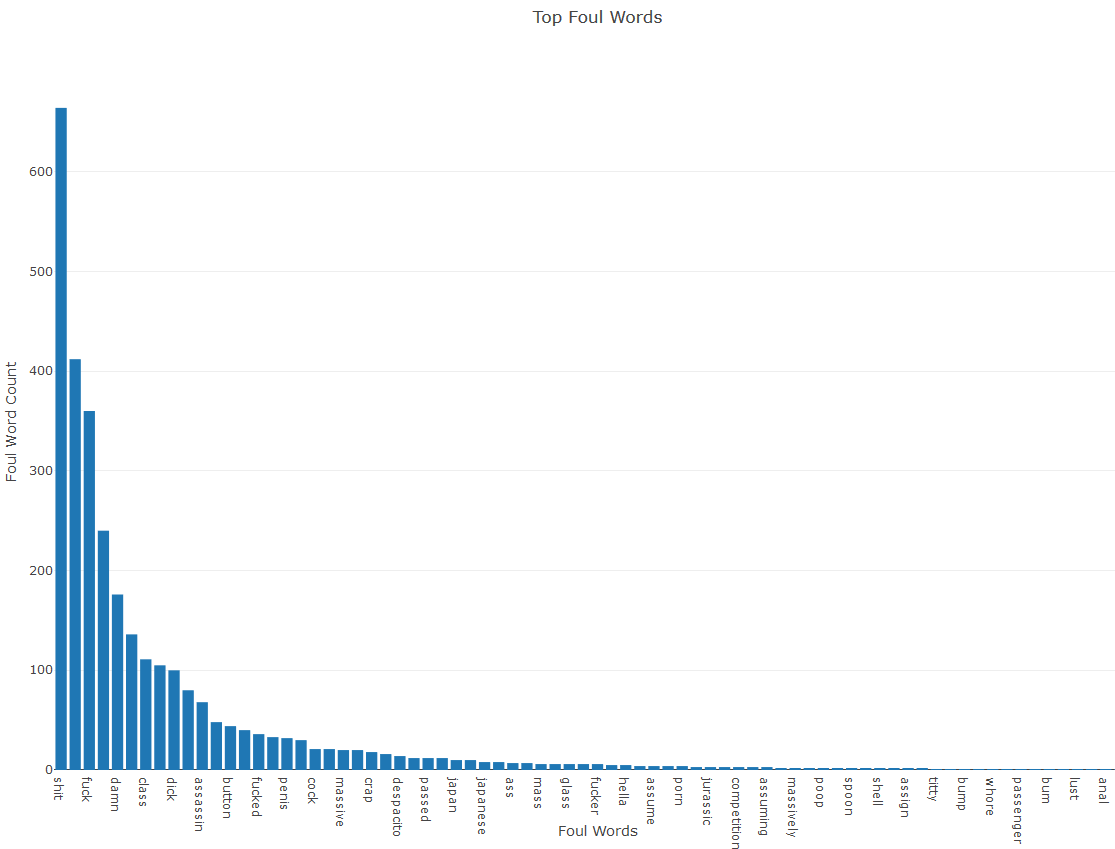 Top Foul Words
Foul Word Count
600
500
400
300
200
100
0
shit
fuck
damn
class
dick
assassin
button
fucked
penis
cock
massive
crap
despacito
passed
japan
japanese
ass
mass
glass
fucker
hella
assume
porn
jurassic
competition
assuming
massively
poop
spoon
shell
assign
titty
bump
whore
passenger
bum
lust
anal
Foul Words